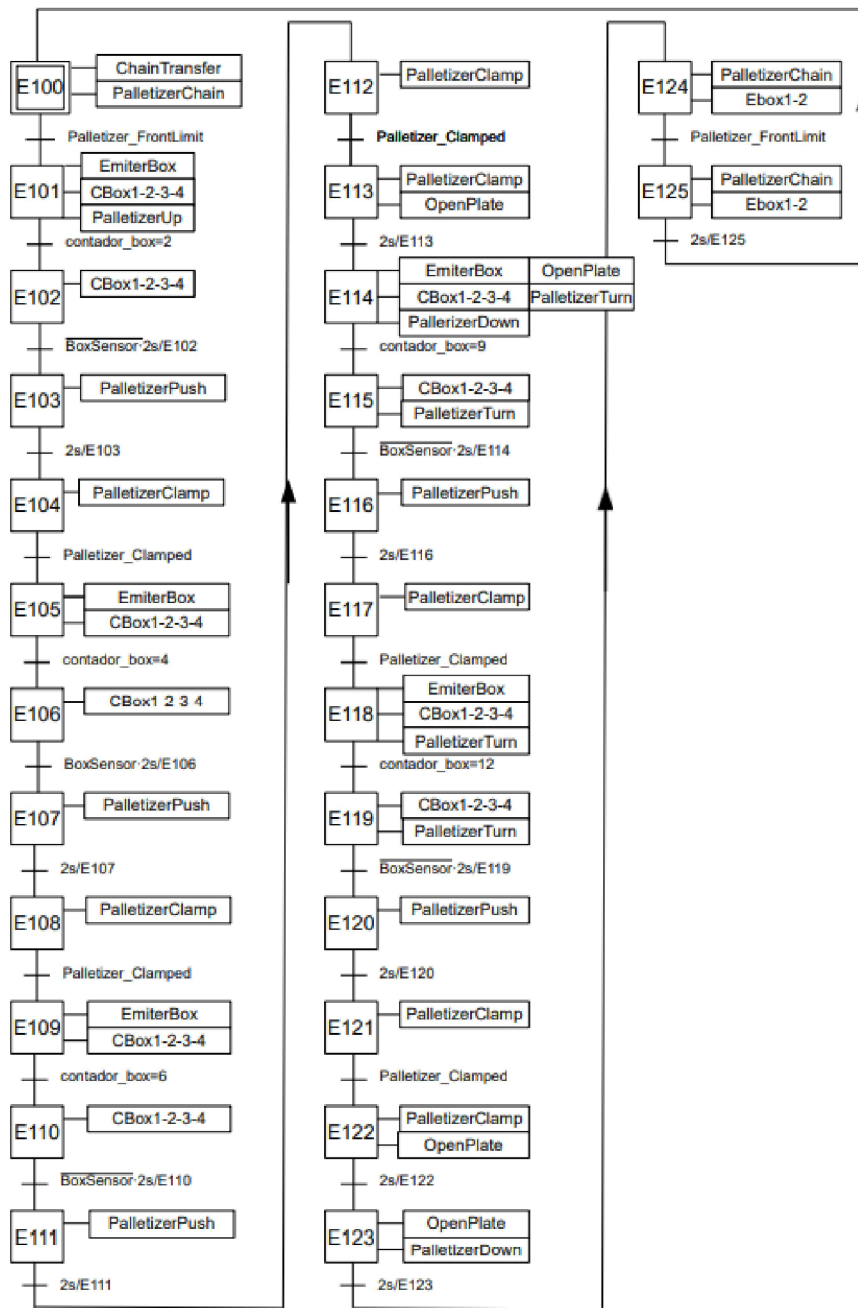 E100
ChainTransfer
PalletizerChain
Palletizer_FrontLimit
E101
EmiterBox
CBox1-2-3-4
PalletizerUp
contador_box=2
E102
CBox1-2-3-4
BoxSensor·2s/E102
E103
PalletizerPush
2s/E103
E104
PalletizerClamp
Palletizer_Clamped
E105
EmiterBox
CBox1-2-3-4
contador_box=4
E106
CBox1 2 3 4
BoxSensor·2s/E106
E107
PalletizerPush
2s/E107
E108
PalletizerClamp
Palletizer_Clamped
E109
EmiterBox
CBox1-2-3-4
contador_box=6
E110
CBox1-2-3-4
BoxSensor·2s/E110
E111
PalletizerPush
2s/E111
E112
PalletizerClamp
Palletizer_Clamped
E113
PalletizerClamp
OpenPlate
2s/E113
E114
EmiterBox OpenPlate
CBox1-2-3-4 PalletizerTurn
PallerizerDown
contador_box=9
E115
CBox1-2-3-4
PalletizerTurn
BoxSensor·2s/E114
E116
PalletizerPush
2s/E116
E117
PalletizerClamp
Palletizer_Clamped
E118
EmiterBox
CBox1-2-3-4
PalletizerTurn
contador_box=12
E119
CBox1-2-3-4
PalletizerTurn
BoxSensor·2s/E119
E120
PalletizerPush
2s/E120
E121
PalletizerClamp
Palletizer_Clamped
E122
PalletizerClamp
OpenPlate
2s/E122
E123
OpenPlate
PalletizerDown
2s/E123
E124
PalletizerChain
Ebox1-2
Palletizer_FrontLimit
E125
PalletizerChain
Ebox1-2
2s/E125